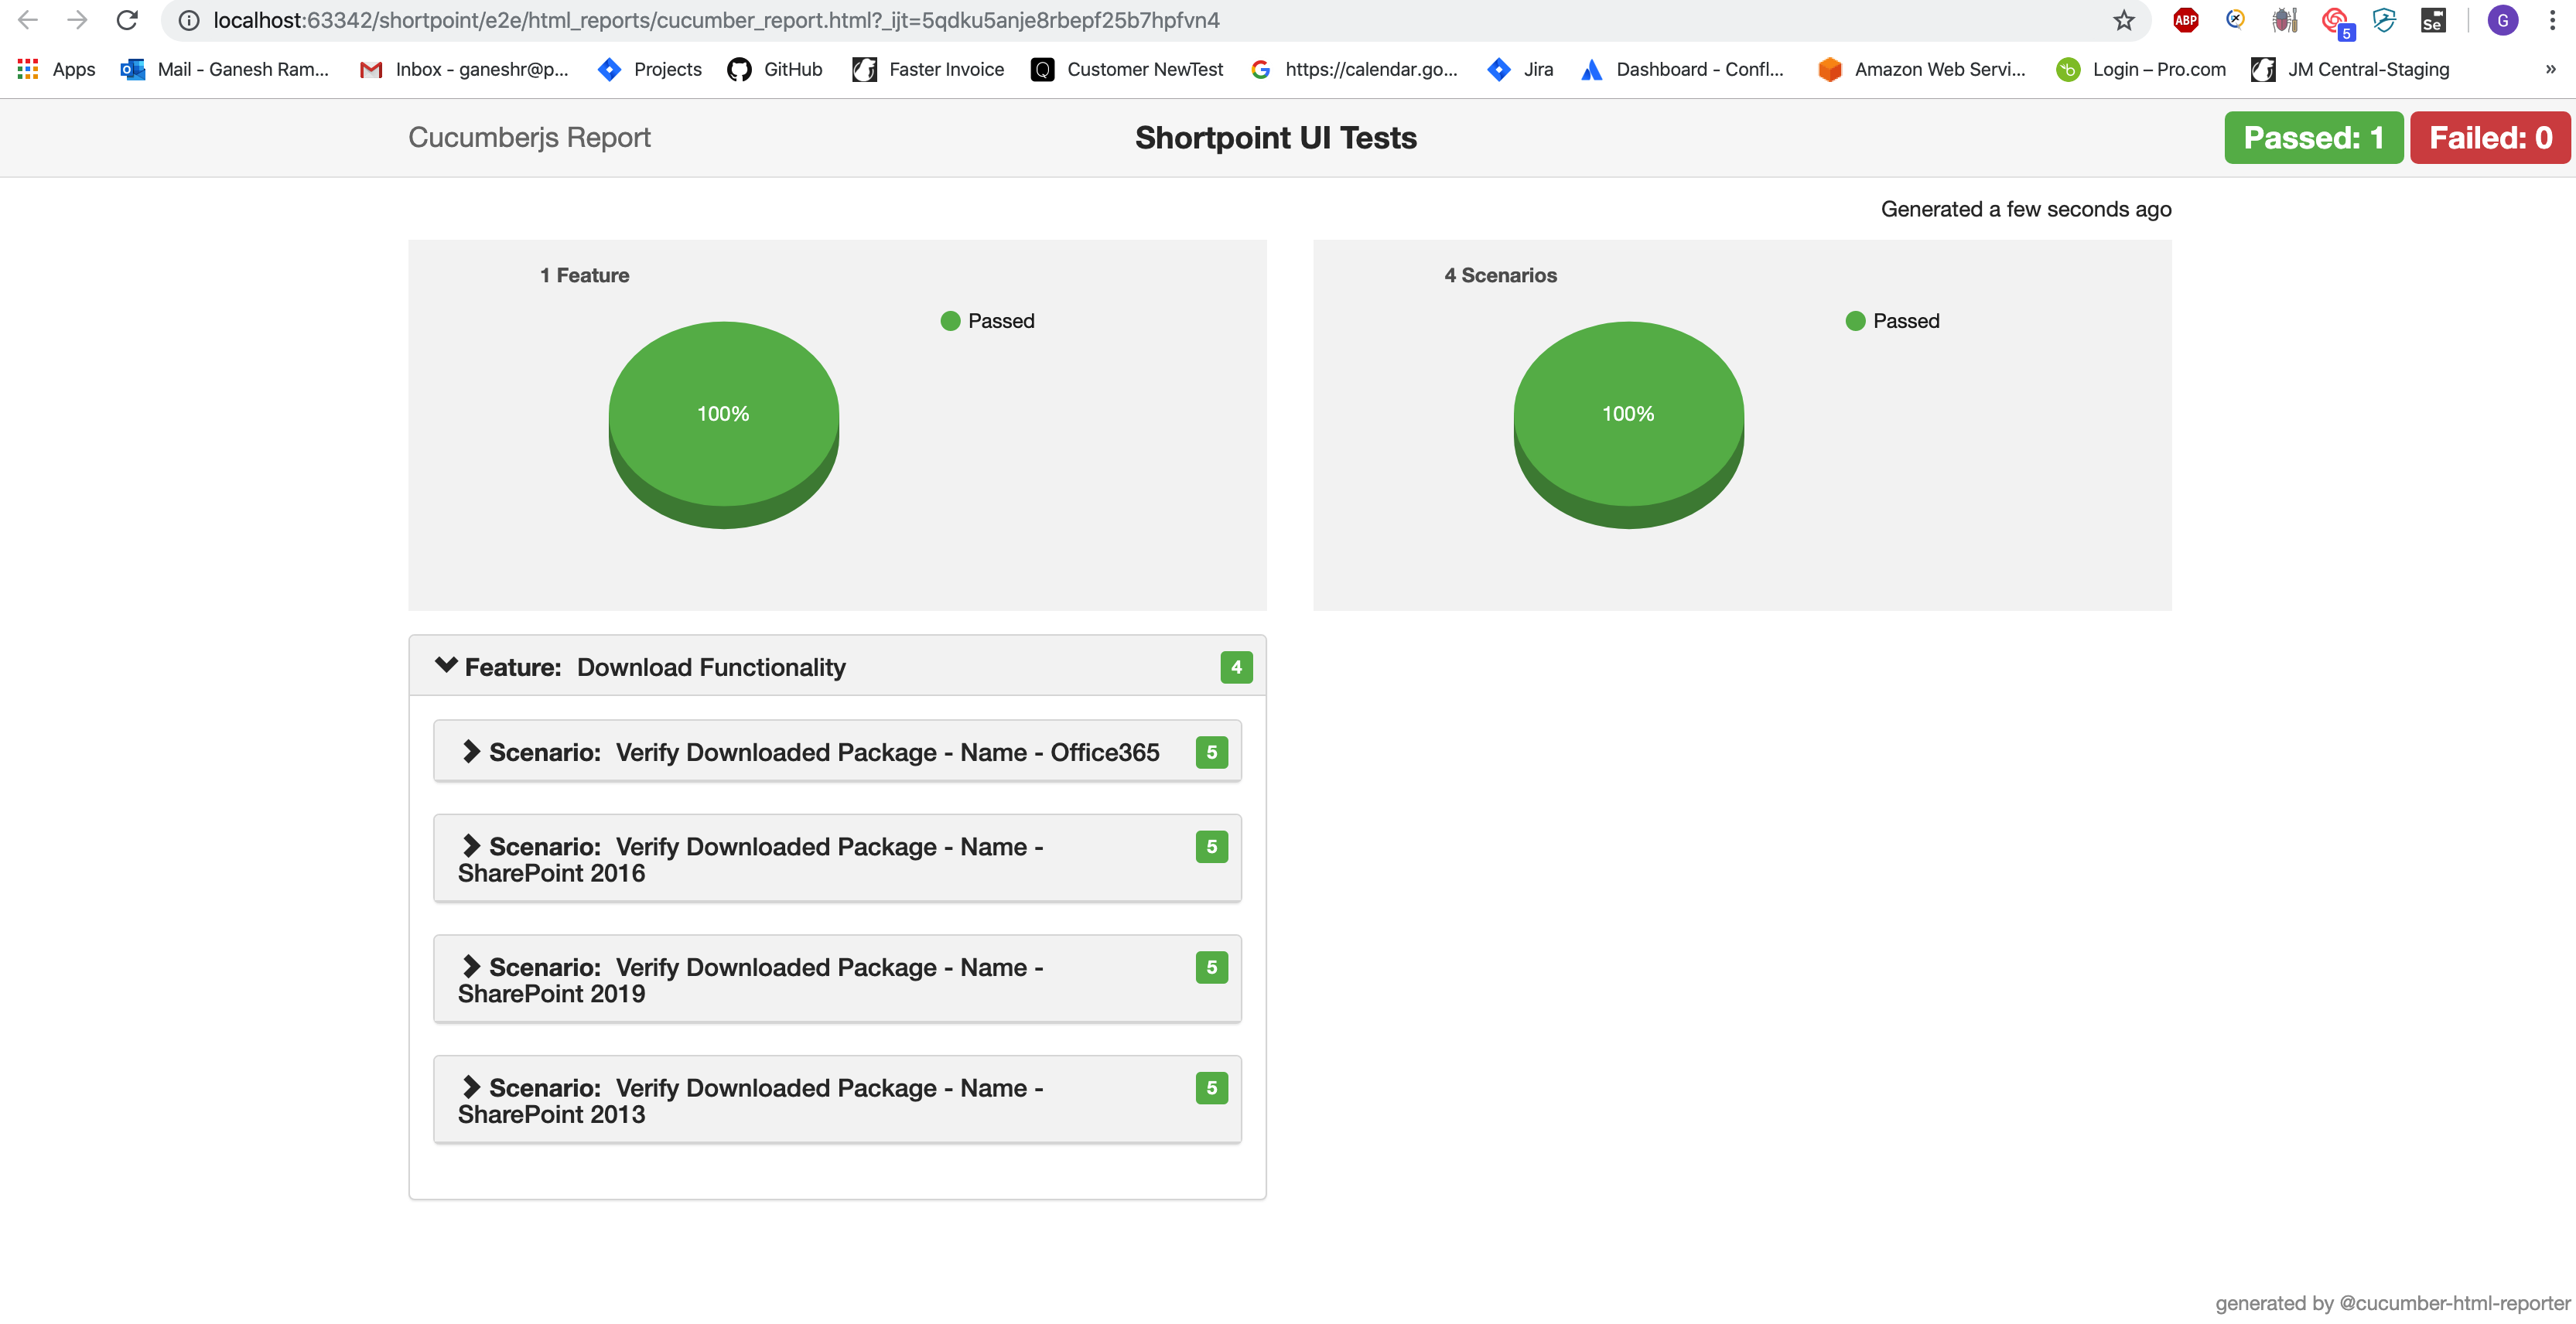 localhost:63342/shortpoint/e2e/html_reports/cucumber_report.html?_ijt=5qdku5anje8rbepf25b7hpfvn4
ABP
5
Se
G
Apps
Mail - Ganesh Ram...
Inbox - ganeshr@p...
Projects
GitHub
Faster Invoice
Customer NewTest
https://calendar.go...
Jira
Dashboard - Confl...
Amazon Web Servi...
Login – Pro.com
JM Central-Staging
»
Cucumberjs Report
Shortpoint UI Tests
Passed: 1
Failed: 0
Generated a few seconds ago
1 Feature
Passed
100%
4 Scenarios
Passed
100%
Feature: Download Functionality
4
Scenario: Verify Downloaded Package - Name - Office365
5
Scenario: Verify Downloaded Package - Name -
SharePoint 2016
5
Scenario: Verify Downloaded Package - Name -
SharePoint 2019
5
Scenario: Verify Downloaded Package - Name -
SharePoint 2013
5
generated by @cucumber-html-reporter